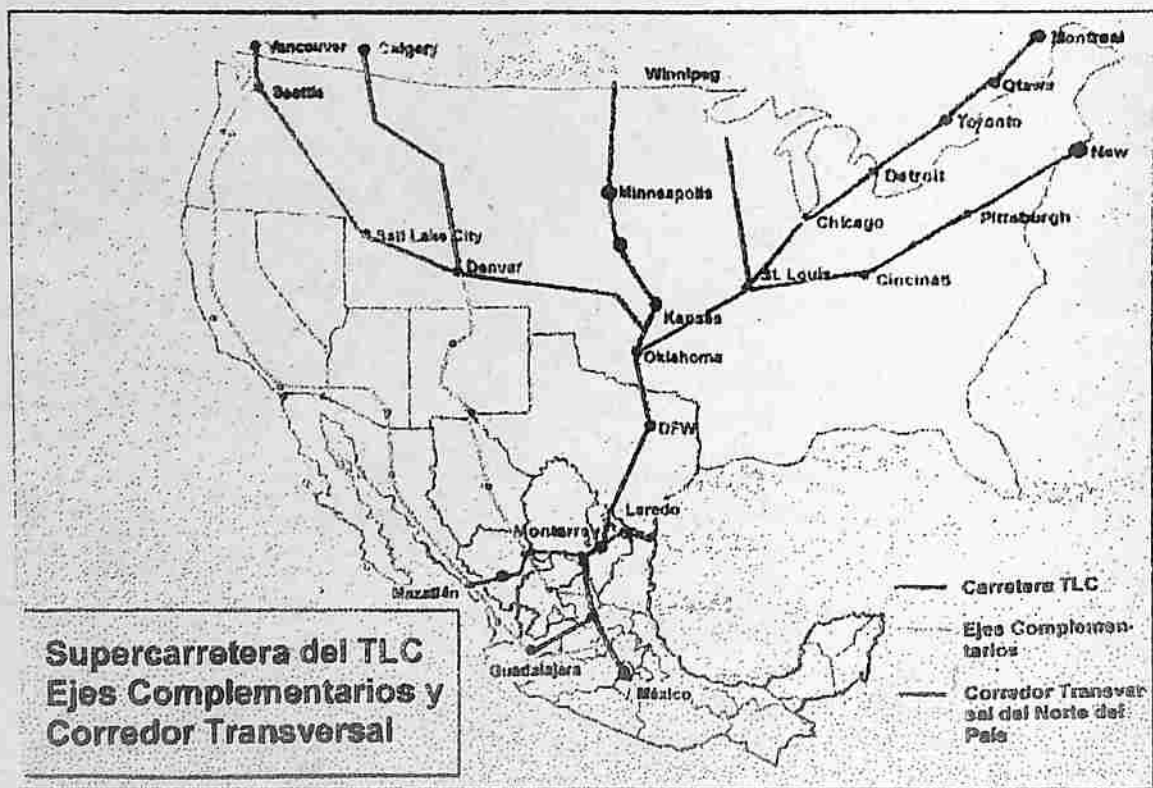 Vancouver
Calgery
Winnipeg
Montreal
Seattle
Otawa
Toronto
New
Minneapolis
Detroit
Pittsburgh
Chicago
Salt Lake City
Denver
St. Louis
Cincinati
Kansas
Oklahoma
DFW
Laredo
Monterrey
Mazatlán
Guadalajara
México
Carretera TLC
Ejes Complemen-
tarios
Corredor Transver-
sal del Norte del
País
Supercarretera del TLC
Ejes Complementarios y
Corredor Transversal